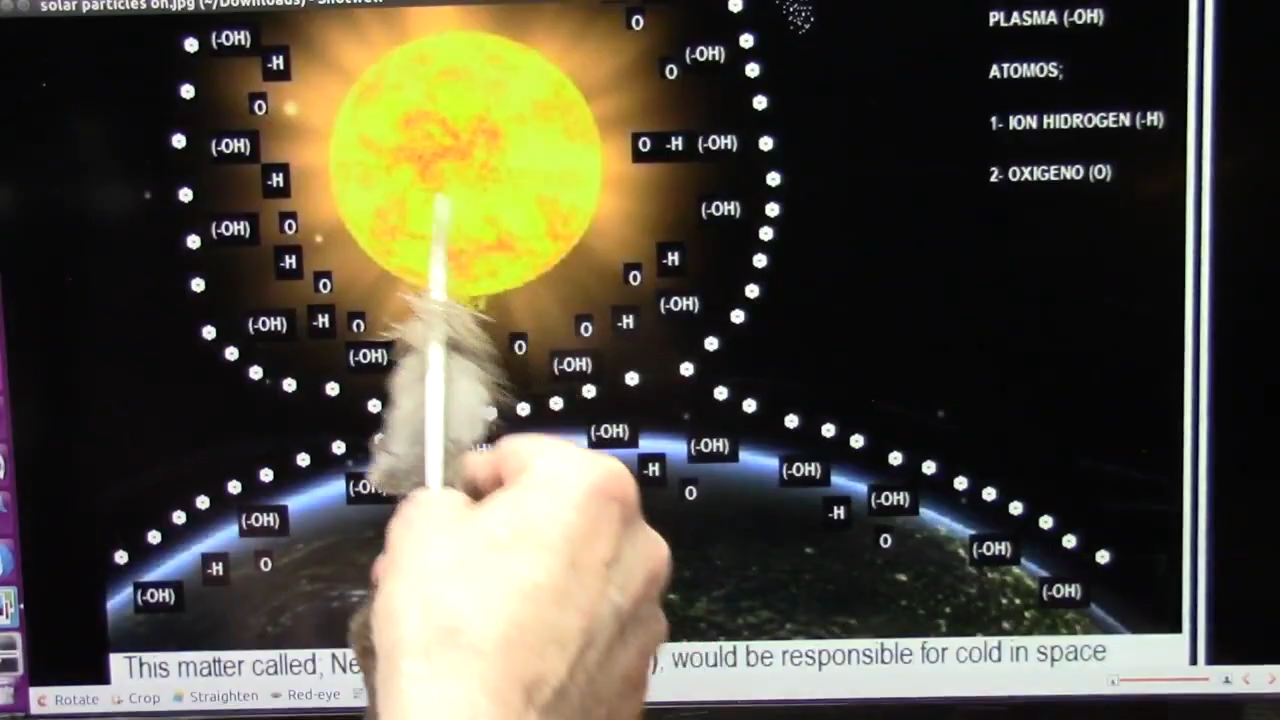 solar particles oh.jpg (~/Downloads) - Shotwell
PLASMA (-OH)
ATOMOS;
1- ION HIDROGEN (-H)
2- OXIGENO (O)
(-OH)
-H
O
(-OH)
-H
(-OH)
O
-H
O
(-OH)
-H
O
(-OH)
O
(-OH)
O
O -H (-OH)
(-OH)
-H
O
(-OH)
-H
O
O
(-OH)
(-OH)
(-OH)
-H
O
(-OH)
-H
(-OH)
O
(-OH)
(-OH)
(-OH)
-H
O
(-OH)
This matter called; would be responsible for cold in space
Rotate Crop Straighten Red-eye